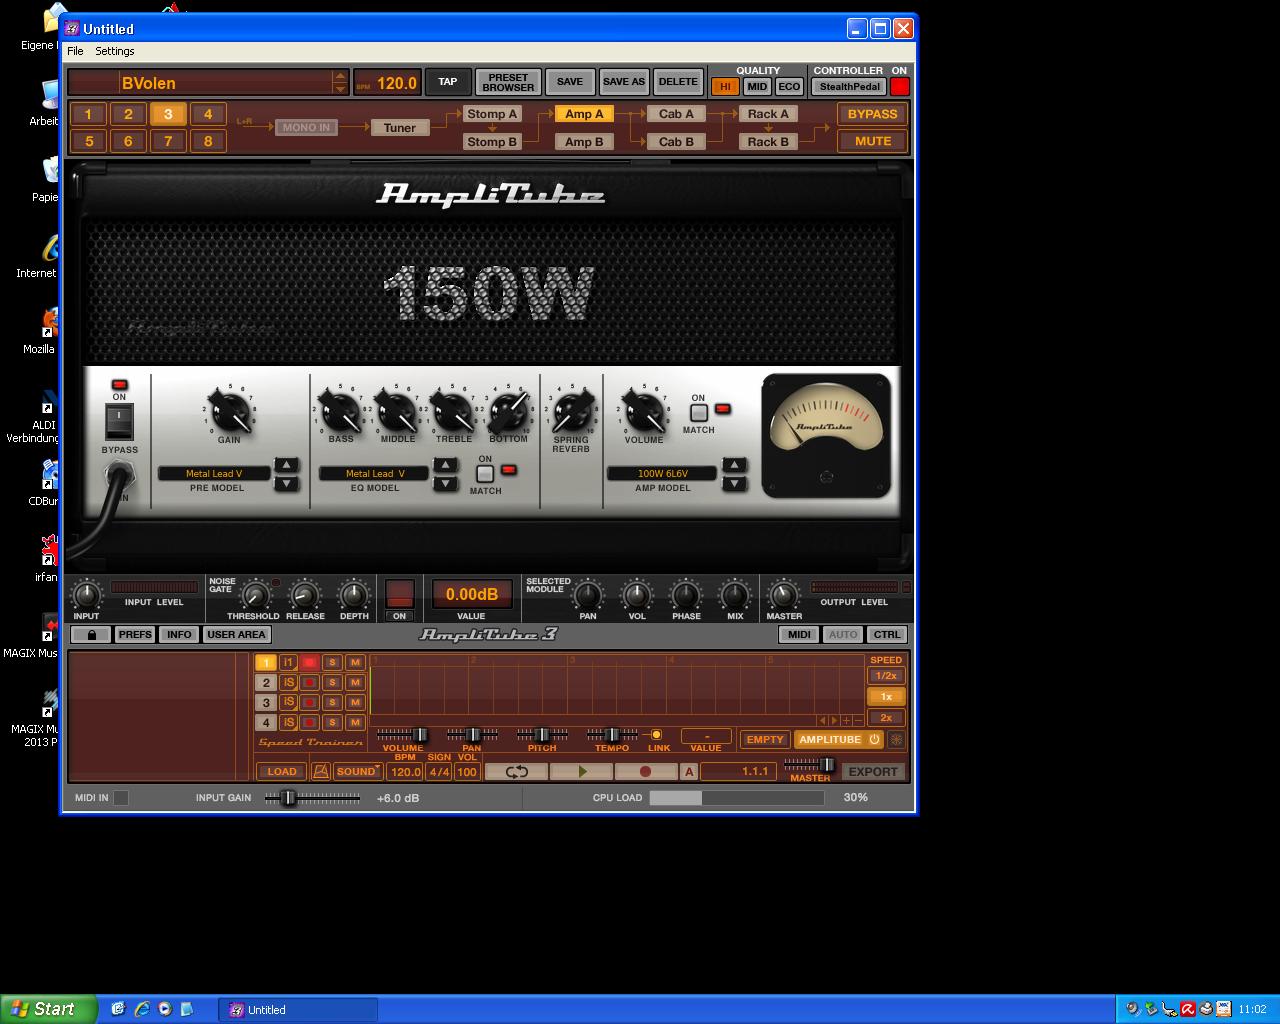 Untitled
File Settings
BVolen
BPM 120.0
TAP
PRESET BROWSER
SAVE
SAVE AS
DELETE
QUALITY
HI MID ECO
CONTROLLER ON
StealthPedal
1 2 3 4
5 6 7 8
L+R
MONO IN
Tuner
Stomp A
Stomp B
Amp A
Amp B
Cab A
Cab B
Rack A
Rack B
BYPASS
MUTE
AmpliTube
150W
ON
BYPASS
GAIN
Metal Lead V
PRE MODEL
BASS MIDDLE TREBLE BOTTOM
Metal Lead V
EQ MODEL
ON
MATCH
SPRING REVERB
VOLUME
ON
MATCH
100W 6L6V
AMP MODEL
AmpliTube
INPUT
INPUT LEVEL
NOISE GATE
THRESHOLD RELEASE DEPTH
ON
0.00dB
VALUE
SELECTED MODULE
PAN VOL PHASE MIX
MASTER
OUTPUT LEVEL
PREFS INFO USER AREA
AmpliTube 3
MIDI AUTO CTRL
1 I1 S M
2 IS S M
3 IS S M
4 IS S M
Speed Trainer
1 2 3 4 5
SPEED
1/2x
1x
2x
VOLUME PAN PITCH TEMPO LINK VALUE
-
EMPTY AMPLITUBE
LOAD
SOUND
BPM SIGN VOL
120.0 4/4 100
A
1.1.1
MASTER
EXPORT
MIDI IN
INPUT GAIN
+6.0 dB
CPU LOAD
30%
Eigene
Arbeit
Papie
Internet
Mozilla
ALDI
Verbindung
CDBur
irfan
MAGIX Mus
MAGIX Mu
2013 P
Start
Untitled
11:02